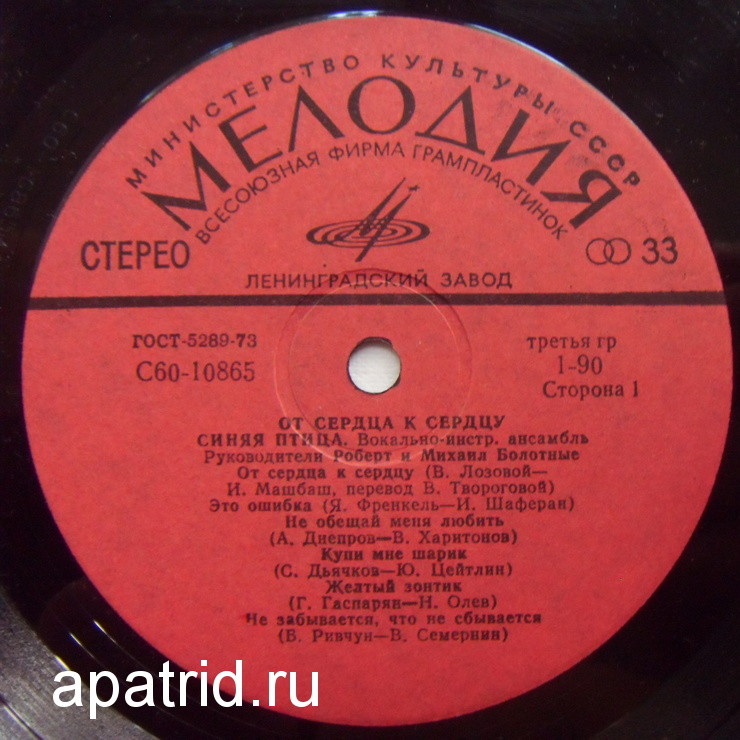 МИНИСТЕРСТВО КУЛЬТУРЫ СССР
МЕЛОДИЯ
ВСЕСОЮЗНАЯ ФИРМА ГРАМПЛАСТИНОК
СТЕРЕО
33
ЛЕНИНГРАДСКИЙ ЗАВОД
ГОСТ-5289-73
третья гр
С60-10865
1-90
Сторона 1
ОТ СЕРДЦА К СЕРДЦУ
СИНЯЯ ПТИЦА. Вокально-инстр. ансамбль
Руководители Роберт и Михаил Болотные
От сердца к сердцу (В. Лозовой—
И. Машбаш, перевод В. Твороговой)
Это ошибка (Я. Френкель—И. Шаферан)
Не обещай меня любить
(А. Днепров—В. Харитонов)
Купи мне шарик
(С. Дьячков—Ю. Цейтлин)
Желтый зонтик
(Г. Гаспарян—Н. Олев)
Не забывается, что не сбывается
(Б. Ривчун—В. Семернин)
apatrid.ru